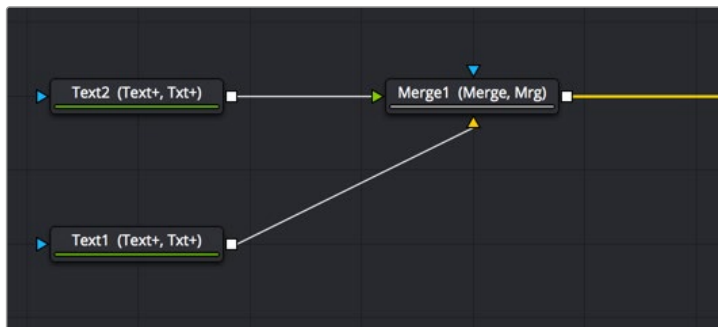 Text2 (Text+, Txt+)
Merge1 (Merge, Mrg)
Text1 (Text+, Txt+)